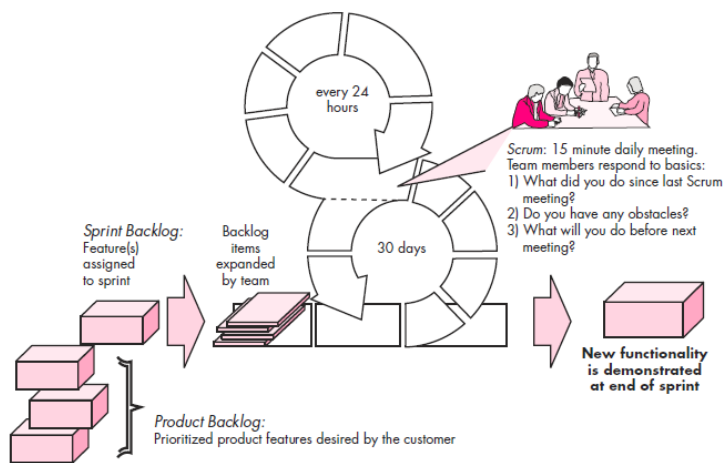 every 24
hours
Scrum: 15 minute daily meeting.
Team members respond to basics:
1) What did you do since last Scrum
meeting?
2) Do you have any obstacles?
3) What will you do before next
meeting?
Sprint Backlog:
Feature(s)
assigned
to sprint
Backlog
items
expanded
by team
30 days
New functionality
is demonstrated
at end of sprint
Product Backlog:
Prioritized product features desired by the customer